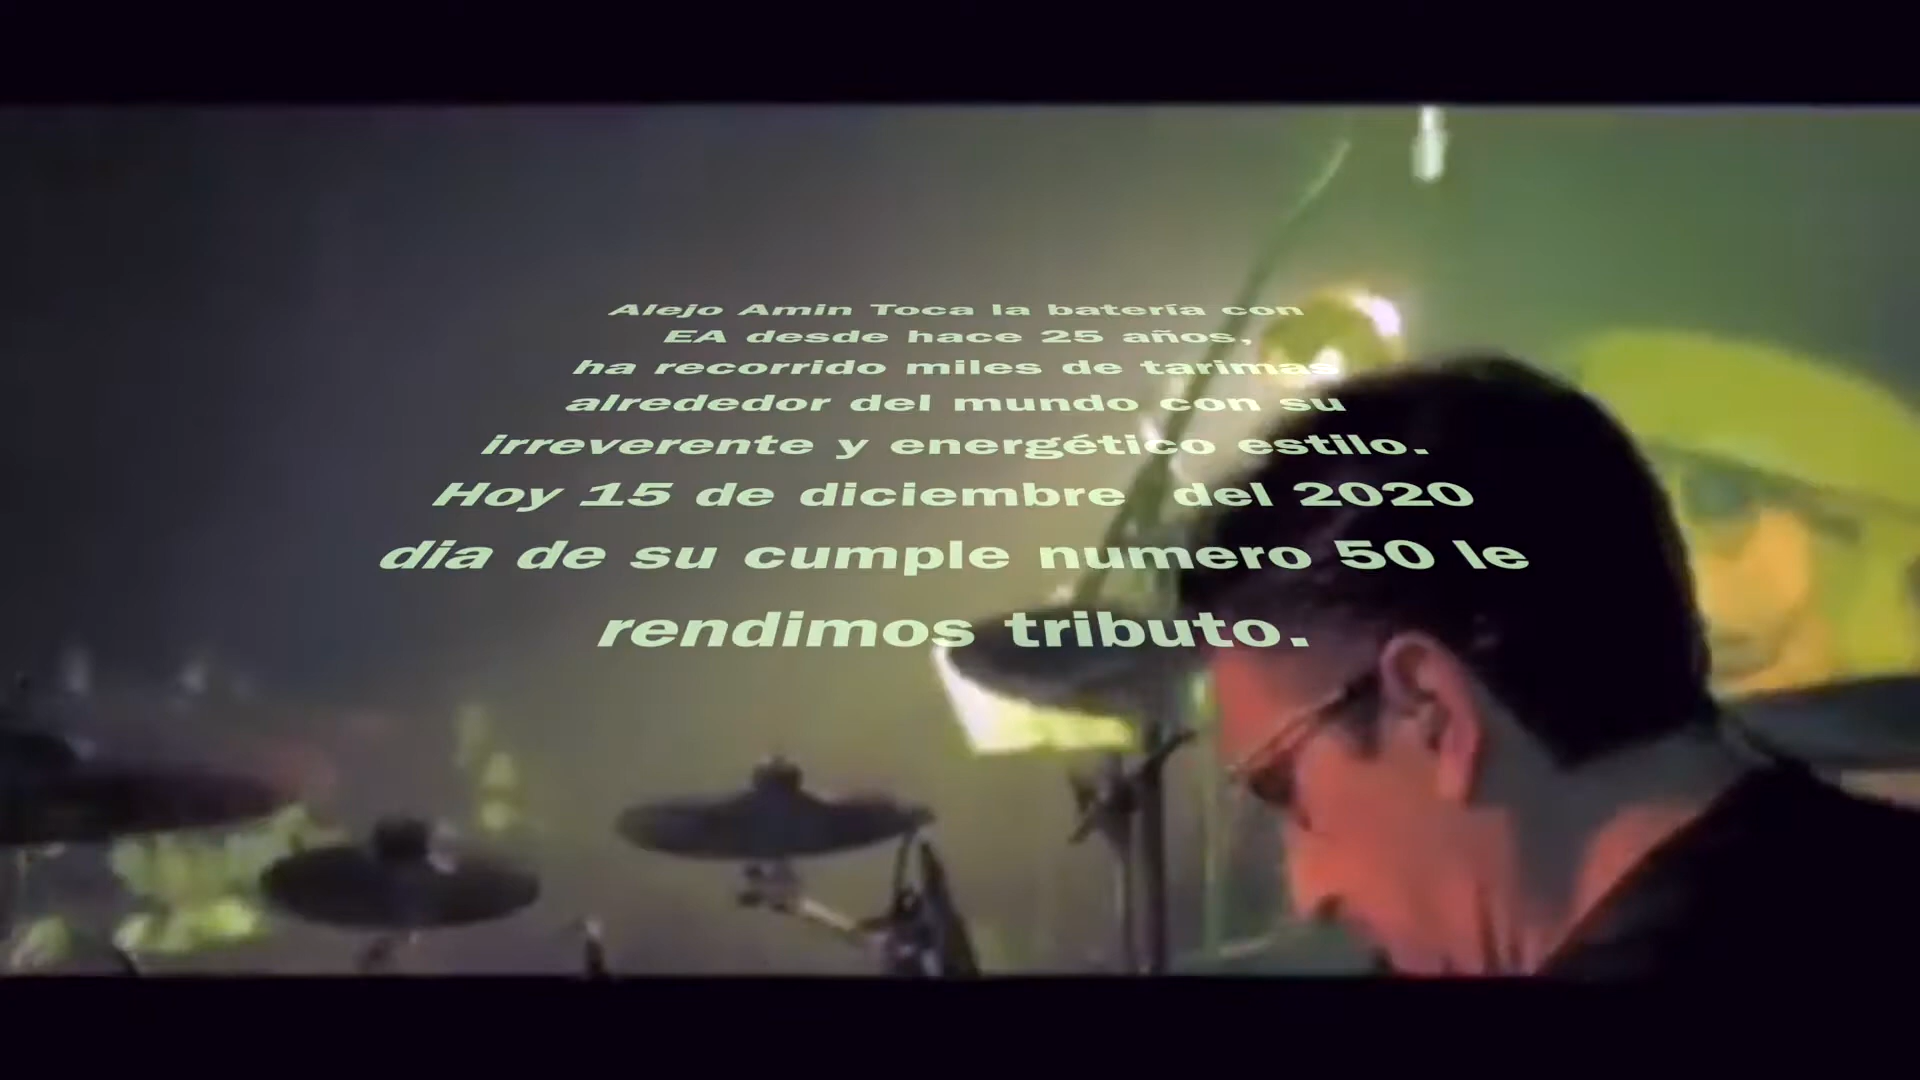 Alejo Amin Toca la batería con
EA desde hace 25 años,
ha recorrido miles de tarimas
alrededor del mundo con su
irreverente y energético estilo.
Hoy 15 de diciembre del 2020
dia de su cumple numero 50 le
rendimos tributo.